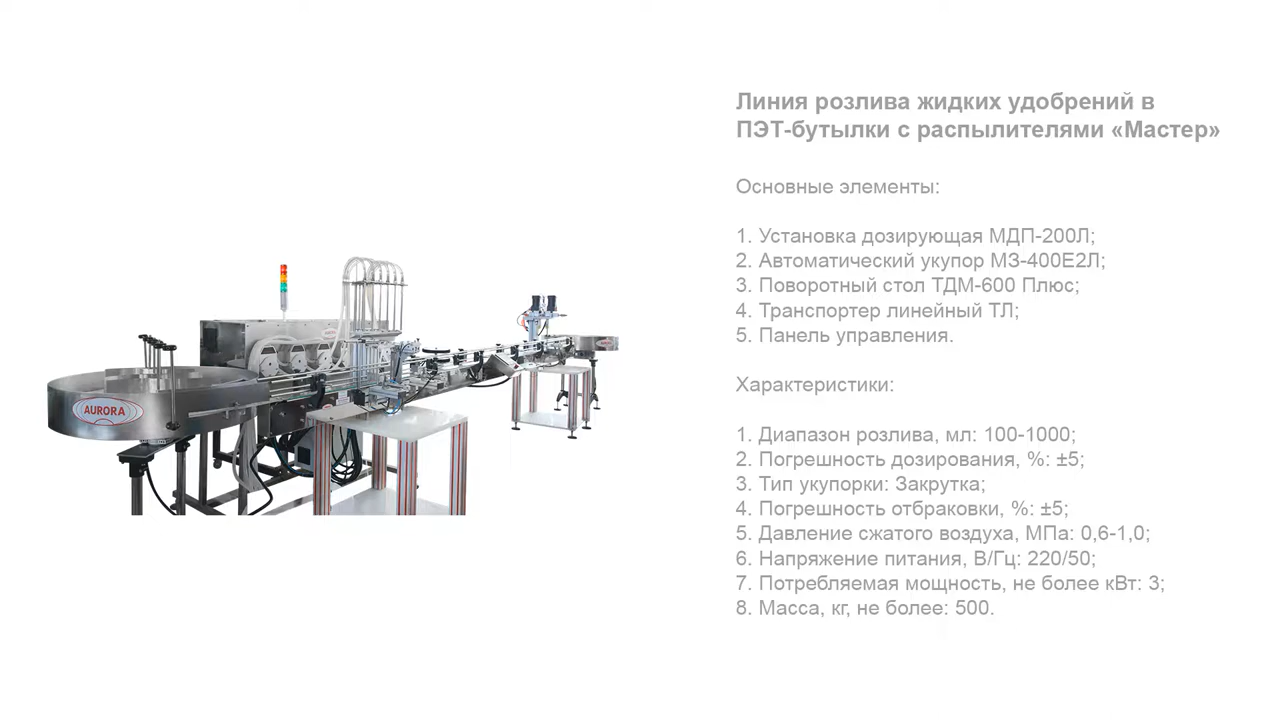 Линия розлива жидких удобрений в
ПЭТ-бутылки с распылителями «Мастер»
Основные элементы:
1. Установка дозирующая МДП-200Л;
2. Автоматический укупор МЗ-400Е2Л;
3. Поворотный стол ТДМ-600 Плюс;
4. Транспортер линейный ТЛ;
5. Панель управления.
Характеристики:
1. Диапазон розлива, мл: 100-1000;
2. Погрешность дозирования, %: ±5;
3. Тип укупорки: Закрутка;
4. Погрешность отбраковки, %: ±5;
5. Давление сжатого воздуха, МПа: 0,6-1,0;
6. Напряжение питания, В/Гц: 220/50;
7. Потребляемая мощность, не более кВт: 3;
8. Масса, кг, не более: 500.
AURORA